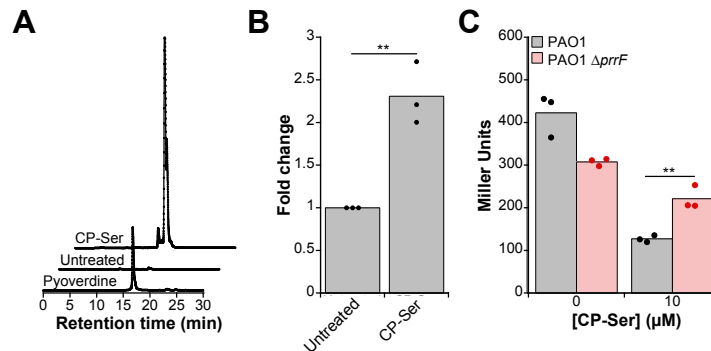 A
CP-Ser
Untreated
Pyoverdine
0 5 10 15 20 25 30
Retention time (min)
B
**
3
2.5
2
1.5
1
0.5
0
Fold change
Untreated
CP-Ser
C
PAO1
PAO1 ΔprrF
600
500
400
300
200
100
0
**
Miller Units
0 10
[CP-Ser] (µM)